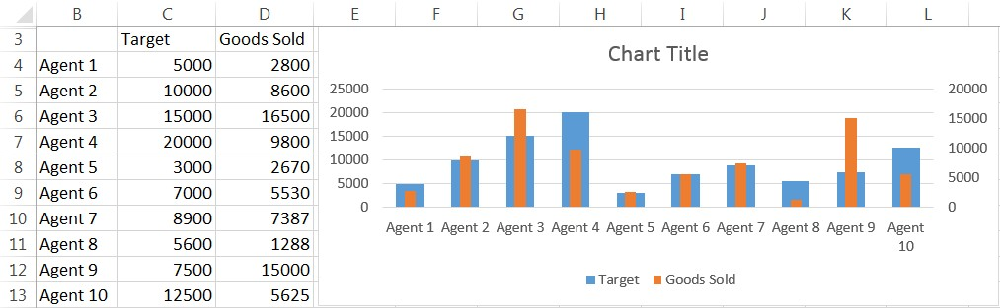 B C D E F G H I J K L
3 Target Goods Sold
4 Agent 1 5000 2800
5 Agent 2 10000 8600
6 Agent 3 15000 16500
7 Agent 4 20000 9800
8 Agent 5 3000 2670
9 Agent 6 7000 5530
10 Agent 7 8900 7387
11 Agent 8 5600 1288
12 Agent 9 7500 15000
13 Agent 10 12500 5625
Chart Title
25000 20000
20000
15000 15000
10000 10000
5000 5000
0 0
Agent 1 Agent 2 Agent 3 Agent 4 Agent 5 Agent 6 Agent 7 Agent 8 Agent 9 Agent
10
Target Goods Sold